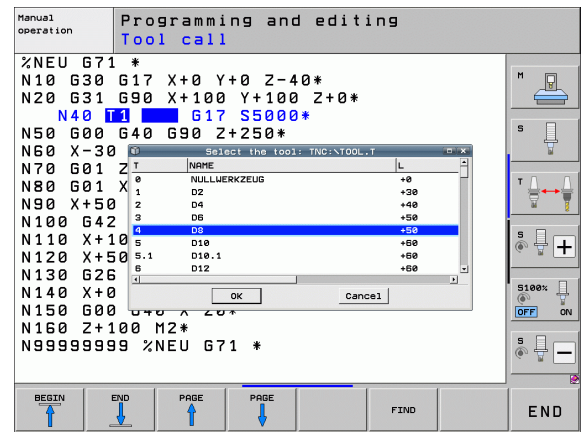 Manual operation
Programming and editing
Tool call
%NEU G71 *
N10 G30 G17 X+0 Y+0 Z-40*
N20 G31 G90 X+100 Y+100 Z+0*
N40 T1 G17 S5000*
N50 G00 G40 G90 Z+250*
N60 X-30
N70 G01 Z
N80 G01 X
N90 X+50
N100 G42
N110 X+10
N120 X+50
N130 G26
N140 X+0
N150 G00 G40 X
N160 Z+100 M2*
N99999999 %NEU G71 *
Select the tool: TNC:\TOOL.T
T NAME L
0 NULLWERKZEUG +0
1 D2 +30
2 D4 +40
3 D6 +50
4 D8 +50
5 D10 +60
5.1 D10.1 +60
6 D12 +60
OK Cancel
M
S
T
S
S100%
OFF ON
S
BEGIN END PAGE PAGE FIND END